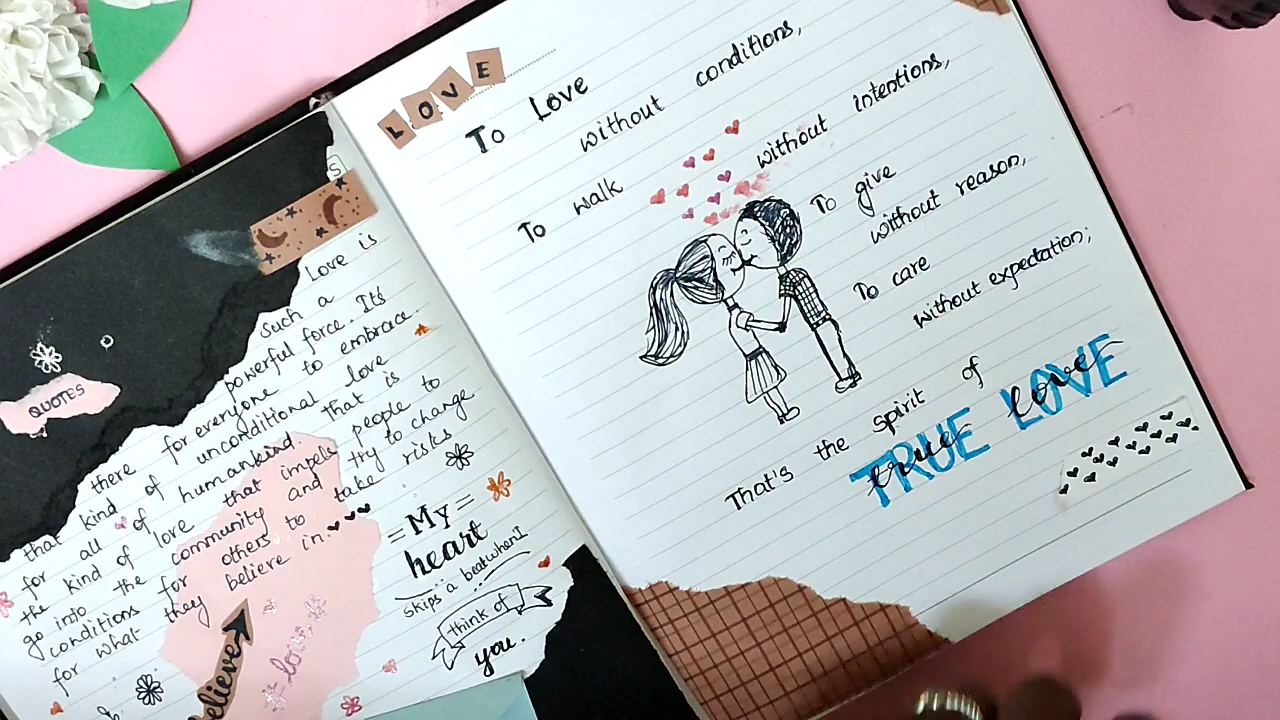 QUOTES
S
Love is
such a
powerful force. Its
there for everyone to embrace.
that kind of unconditional love
for all of humankind that is
the kind of love that impels people to
go into the community and try to change
conditions for others to take risks
for what they believe in.
believe
love
=My=
heart
skips a beat when I
think of
you.
LOVE
To Love
without conditions,
To walk
without intentions,
To give
without reason,
To care
without expectation;
That's the spirit of
TRUE LOVE
true love